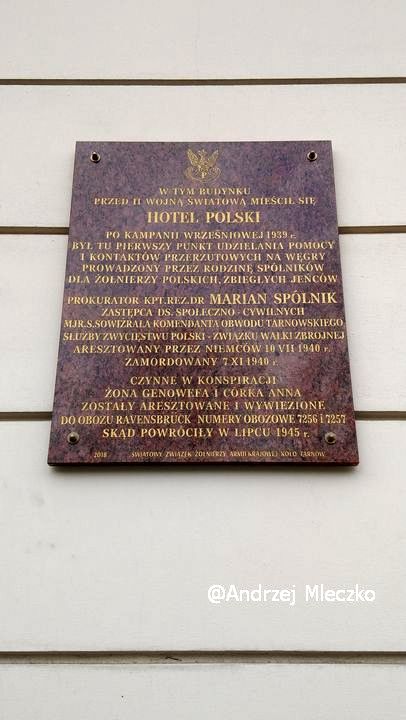 W TYM BUDYNKU
PRZED II WOJNĄ ŚWIATOWĄ MIEŚCIŁ SIĘ
HOTEL POLSKI
PO KAMPANII WRZEŚNIOWEJ 1939 r.
BYŁ TU PIERWSZY PUNKT UDZIELANIA POMOCY
I KONTAKTÓW PRZERZUTOWYCH NA WĘGRY
PROWADZONY PRZEZ RODZINĘ SPÓLNIKÓW
DLA ŻOŁNIERZY POLSKICH, ZBIEGŁYCH JEŃCÓW
PROKURATOR KPT.REZ.DR MARIAN SPÓLNIK
ZASTĘPCA DS. SPOŁECZNO-CYWILNYCH
MJR.S.SOWIŹRAŁA KOMENDANTA OBWODU TARNOWSKIEGO
SŁUŻBY ZWYCIĘSTWU POLSKI - ZWIĄZKU WALKI ZBROJNEJ
ARESZTOWANY PRZEZ NIEMCÓW 10 VII 1940 r.
ZAMORDOWANY 7 XI 1940 r.
CZYNNE W KONSPIRACJI
ŻONA GENOWEFA I CÓRKA ANNA
ZOSTAŁY ARESZTOWANE I WYWIEZIONE
DO OBOZU RAVENSBRUCK NUMERY OBOZOWE 7256 i 7257
SKĄD POWRÓCIŁY W LIPCU 1945 r.
2018 ŚWIATOWY ZWIĄZEK ŻOŁNIERZY ARMII KRAJOWEJ KOŁO TARNÓW
@Andrzej Mleczko